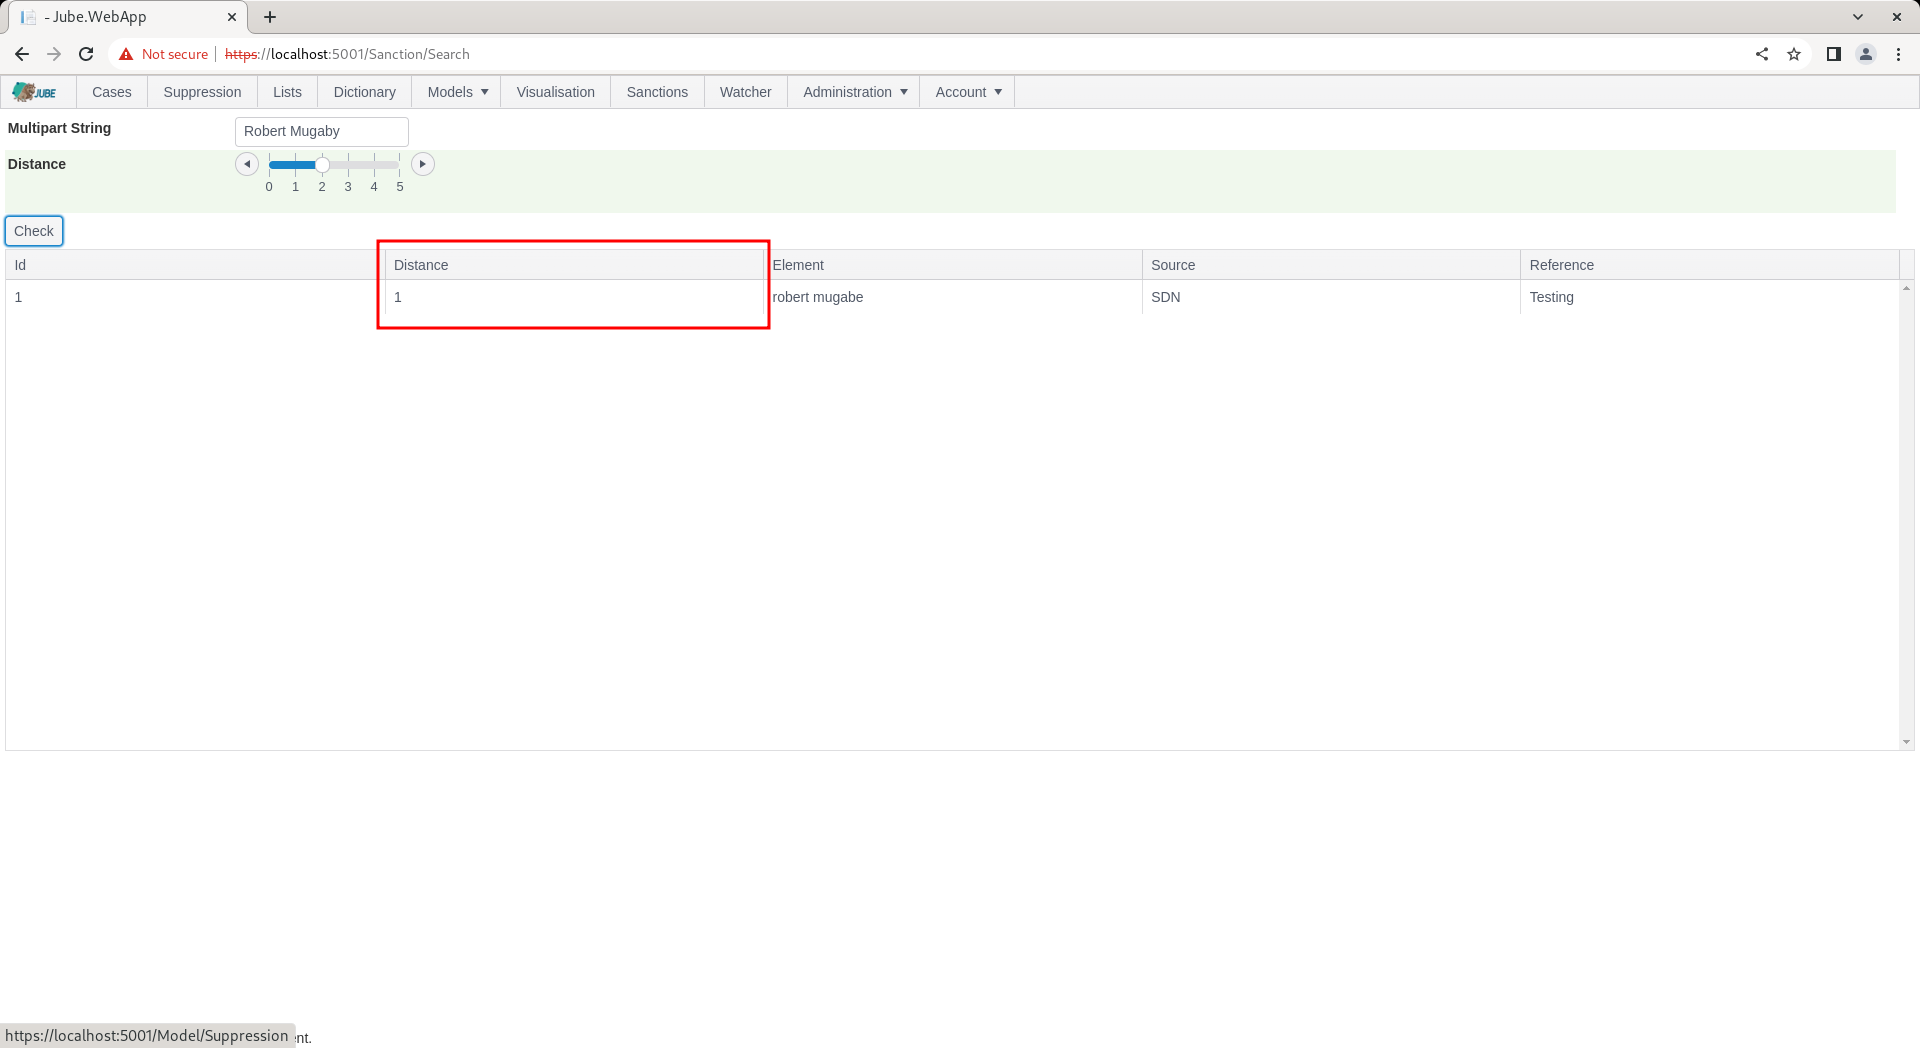 - Jube.WebApp
Not secure https://localhost:5001/Sanction/Search
JUBE Cases Suppression Lists Dictionary Models Visualisation Sanctions Watcher Administration Account
Multipart String Robert Mugaby
Distance
0 1 2 3 4 5
Check
Id Distance Element Source Reference
1 1 robert mugabe SDN Testing
https://localhost:5001/Model/Suppression